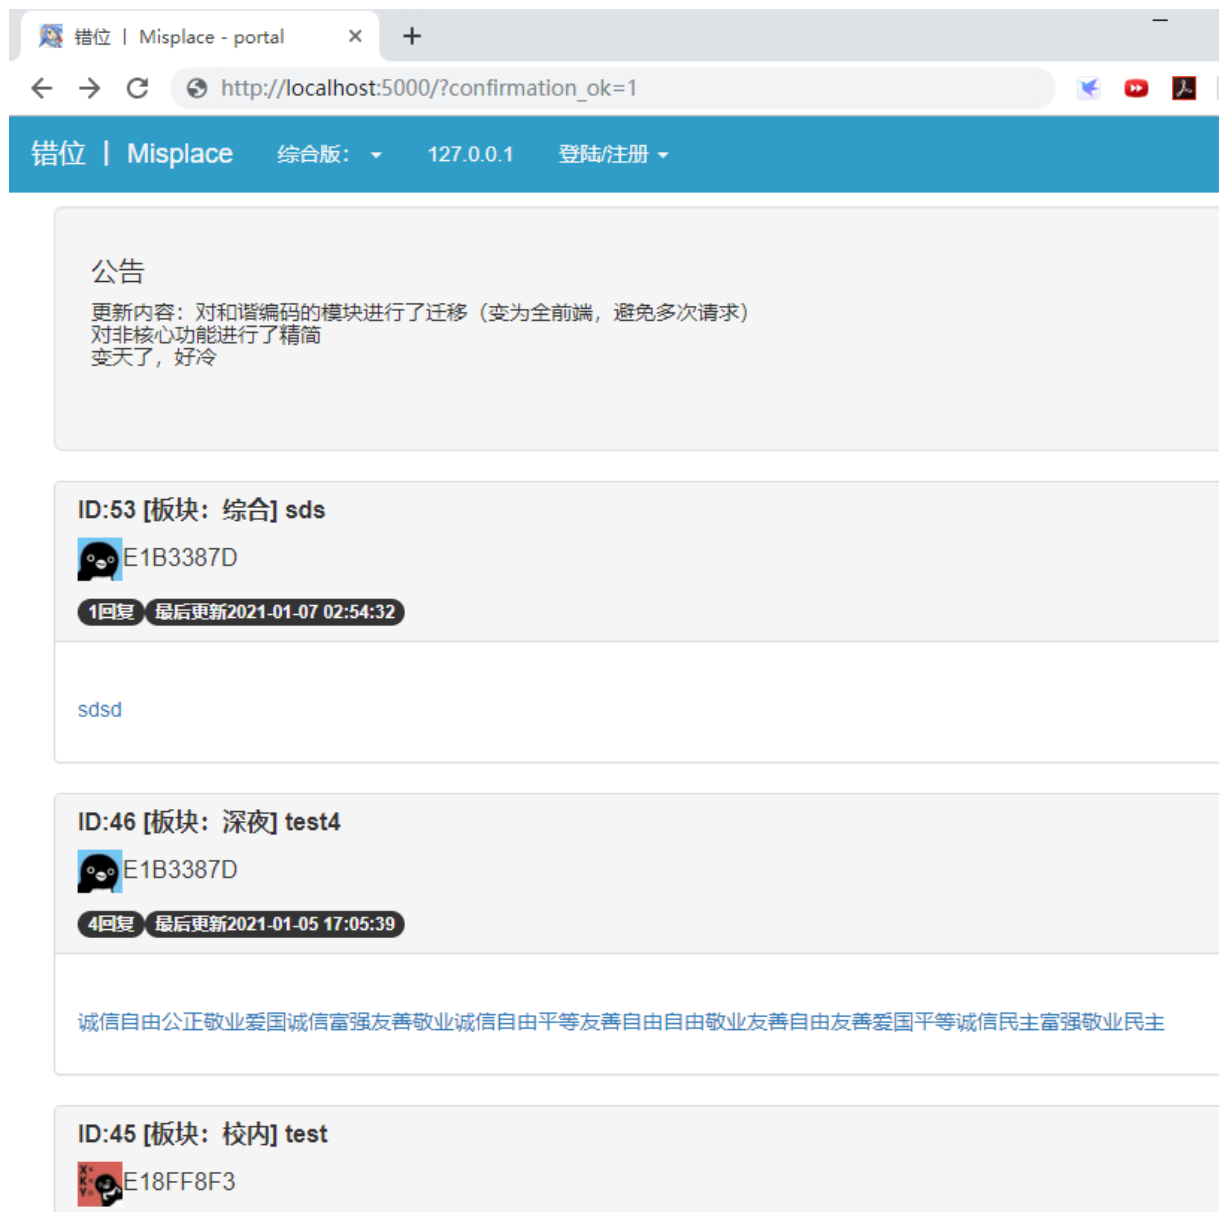 错位 | Misplace - portal
http://localhost:5000/?confirmation_ok=1
错位 | Misplace 综合版： 127.0.0.1 登陆/注册
公告
更新内容：对和谐编码的模块进行了迁移（变为全前端，避免多次请求）
对非核心功能进行了精简
变天了，好冷
ID:53 [板块：综合] sds
E1B3387D
1回复 最后更新2021-01-07 02:54:32
sdsd
ID:46 [板块：深夜] test4
E1B3387D
4回复 最后更新2021-01-05 17:05:39
诚信自由公正敬业爱国诚信富强友善敬业诚信自由平等友善自由自由敬业友善自由友善爱国平等诚信民主富强敬业民主
ID:45 [板块：校内] test
E18FF8F3